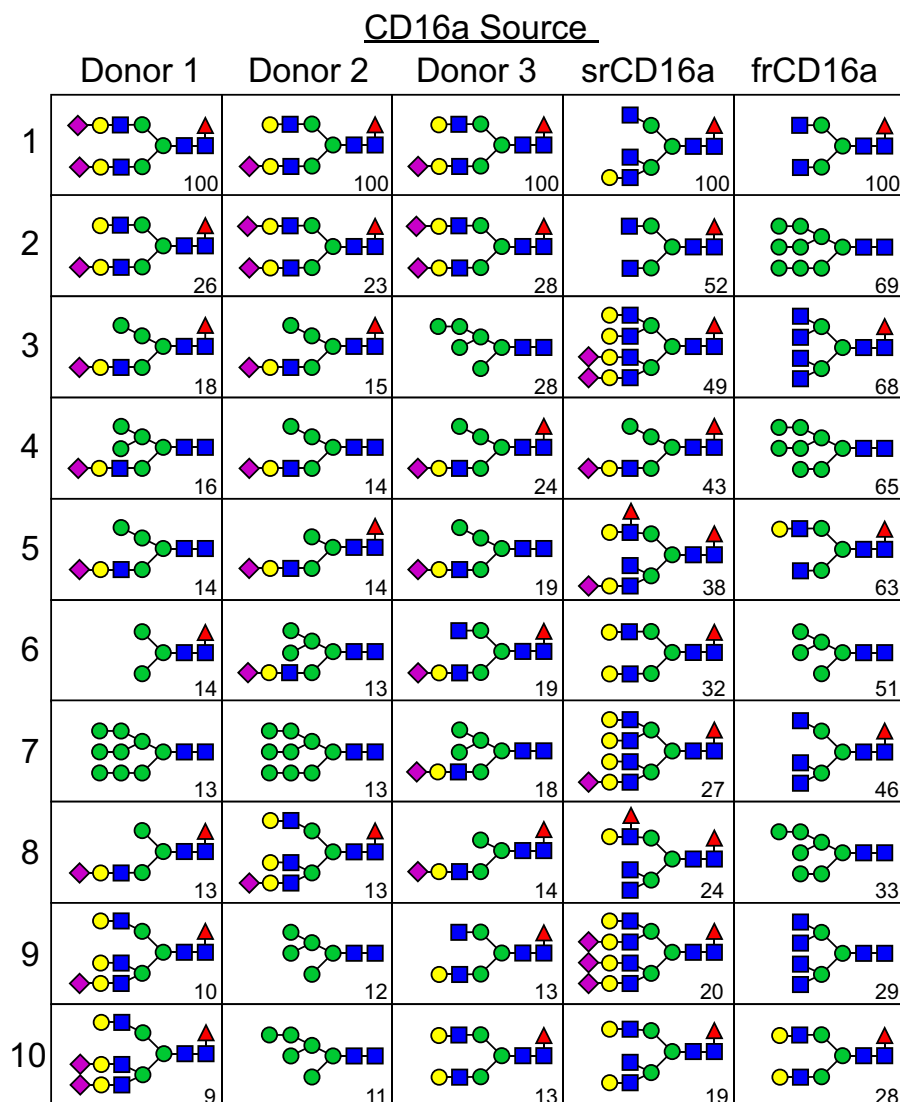 CD16a Source
Donor 1 Donor 2 Donor 3 srCD16a frCD16a
1 100 100 100 100 100
2 26 23 28 52 69
3 18 15 28 49 68
4 16 14 24 43 65
5 14 14 19 38 63
6 14 13 19 32 51
7 13 13 18 27 46
8 13 13 14 24 33
9 10 12 13 20 29
10 9 11 13 19 28